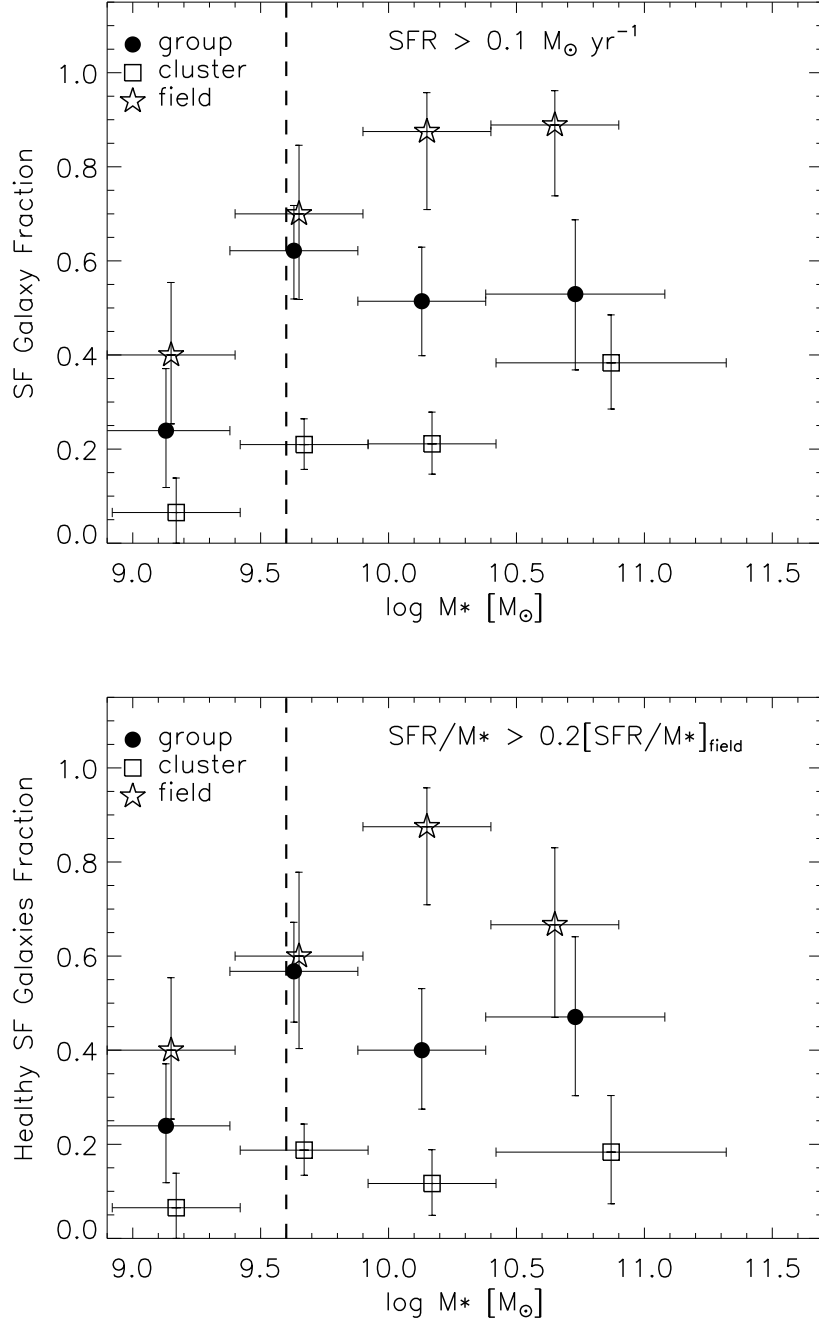 SFR > 0.1 M⊙ yr⁻¹
group
cluster
field
1.0
0.8
0.6
0.4
0.2
0.0
SF Galaxy Fraction
9.0 9.5 10.0 10.5 11.0 11.5
log M* [M⊙]
SFR/M* > 0.2[SFR/M*]field
group
cluster
field
1.0
0.8
0.6
0.4
0.2
0.0
Healthy SF Galaxies Fraction
9.0 9.5 10.0 10.5 11.0 11.5
log M* [M⊙]